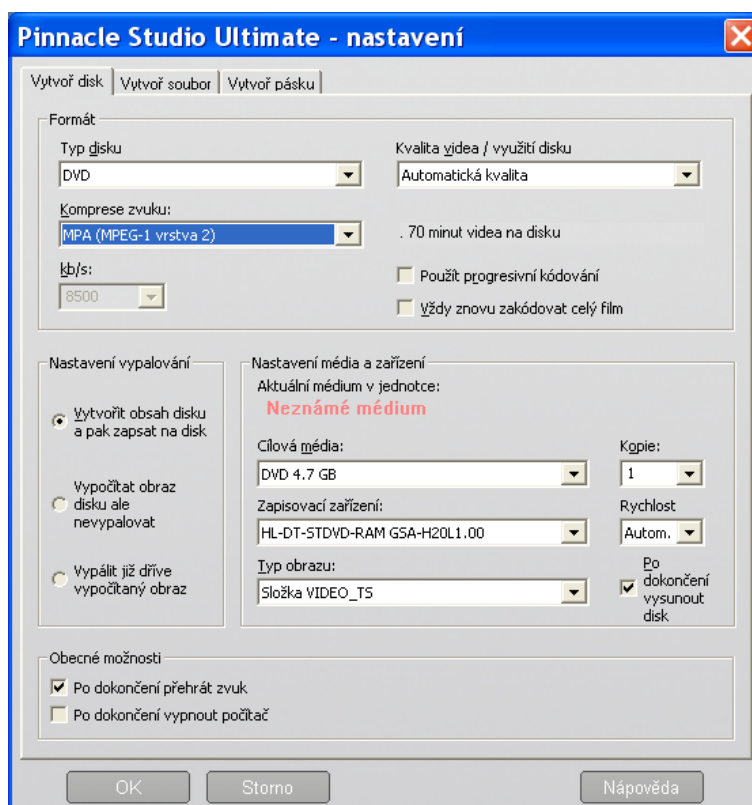 Pinnacle Studio Ultimate - nastavení
Vytvoř disk
Vytvoř soubor
Vytvoř pásku
Formát
Typ disku
Kvalita videa / využití disku
DVD
Automatická kvalita
Komprese zvuku:
MPA (MPEG-1 vrstva 2)
. 70 minut videa na disku
kb/s:
8500
Použít progresivní kódování
Vždy znovu zakódovat celý film
Nastavení vypalování
Vytvořit obsah disku
a pak zapsat na disk
Vypočítat obraz
disku ale
nevypalovat
Vypálit již dříve
vypočítaný obraz
Nastavení média a zařízení
Aktuální médium v jednotce:
Neznámé médium
Cílová média:
Kopie:
DVD 4.7 GB
1
Zapisovací zařízení:
Rychlost
HL-DT-STDVD-RAM GSA-H20L1.00
Autom.
Typ obrazu:
Složka VIDEO_TS
Po
dokončení
vysunout
disk
Obecné možnosti
Po dokončení přehrát zvuk
Po dokončení vypnout počítač
OK
Storno
Nápověda